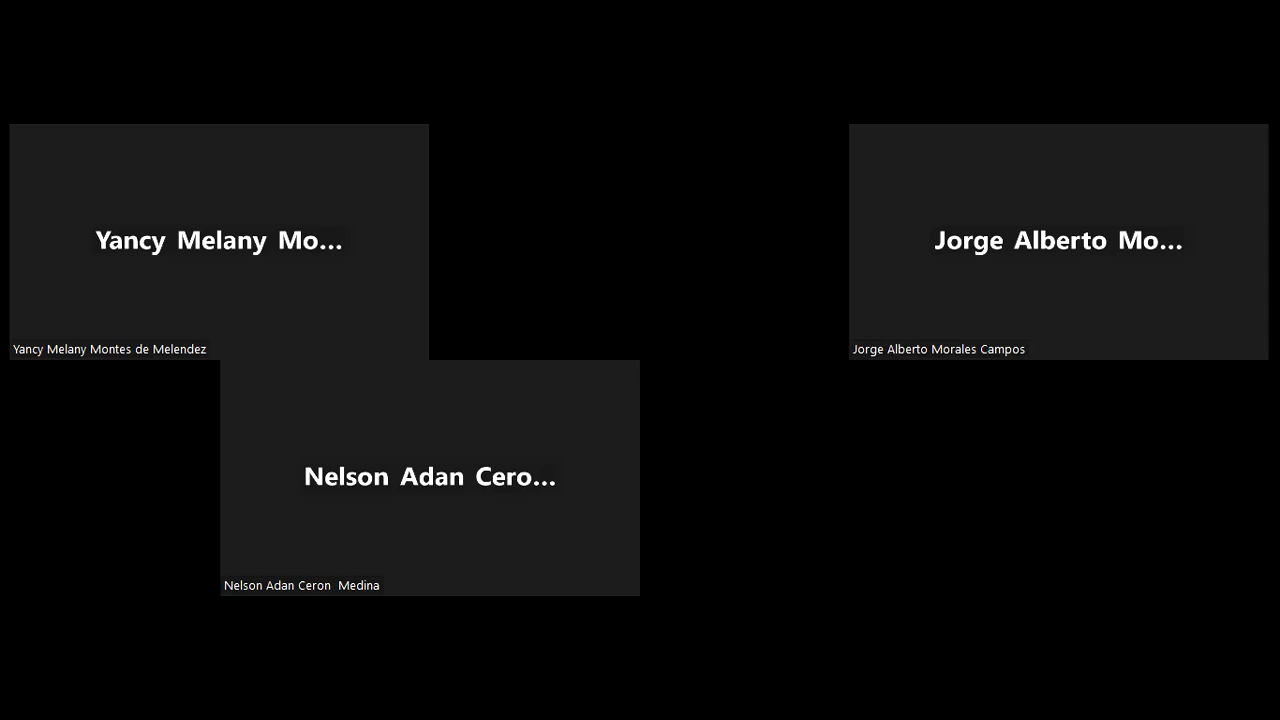 Yancy Melany Mo...
Yancy Melany Montes de Melendez
Jorge Alberto Mo...
Jorge Alberto Morales Campos
Nelson Adan Cero...
Nelson Adan Ceron  Medina